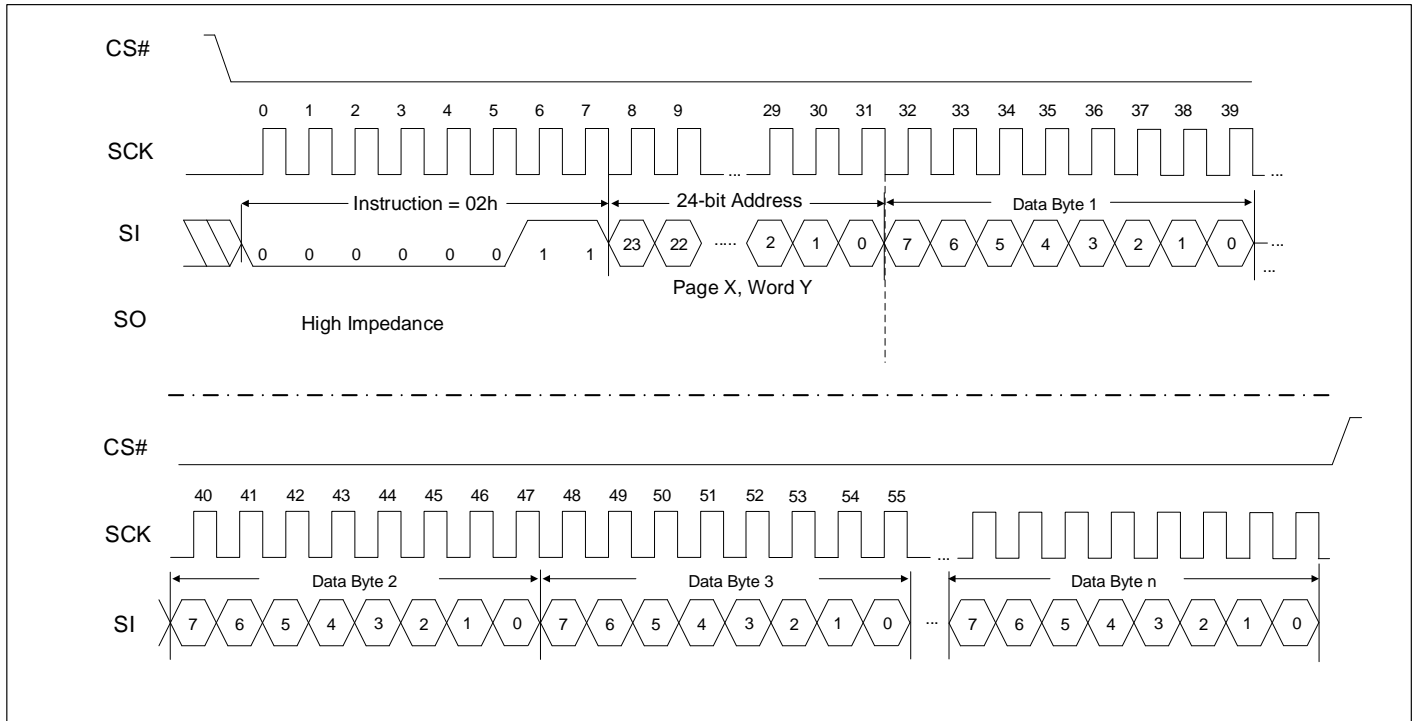 CS#
0 1 2 3 4 5 6 7 8 9 29 30 31 32 33 34 35 36 37 38 39
SCK
... ...
Instruction = 02h 24-bit Address Data Byte 1
SI
0 0 0 0 0 0 1 1 23 22 ..... 2 1 0 7 6 5 4 3 2 1 0 ...
...
Page X, Word Y
SO
High Impedance
CS#
40 41 42 43 44 45 46 47 48 49 50 51 52 53 54 55
SCK
...
Data Byte 2 Data Byte 3 Data Byte n
SI
7 6 5 4 3 2 1 0 7 6 5 4 3 2 1 0 ... 7 6 5 4 3 2 1 0